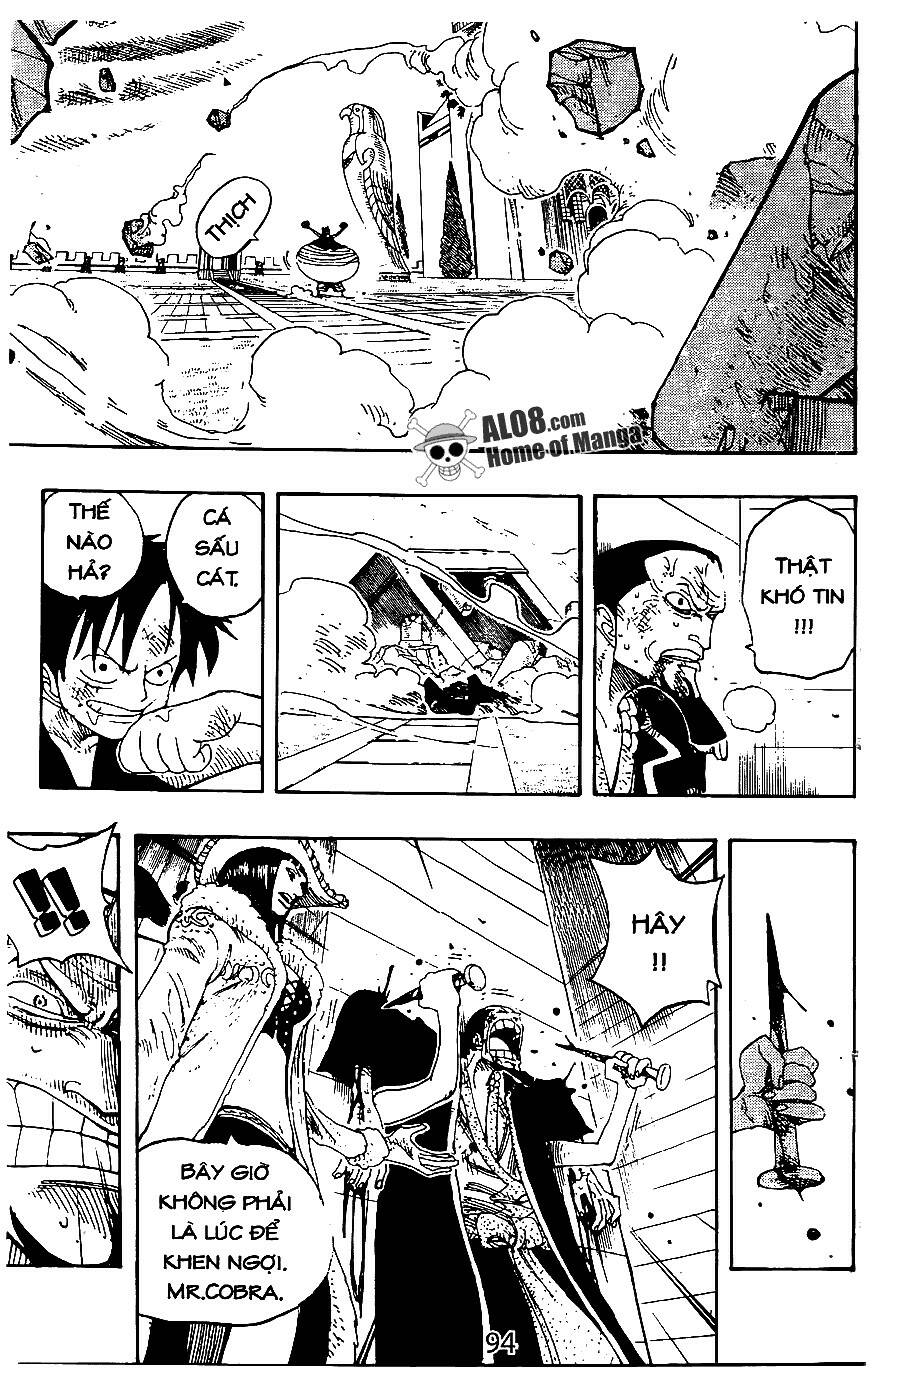 THỊCH
ALO8.com
Home of Manga
THẬT
KHÓ TIN
!!!
CÁ
SẤU
CÁT.
THẾ
NÀO
HẢ?
HÂY
!!
BÂY GIỜ
KHÔNG PHẢI
LÀ LÚC ĐỂ
KHEN NGỢI.
MR.COBRA.
!!
94